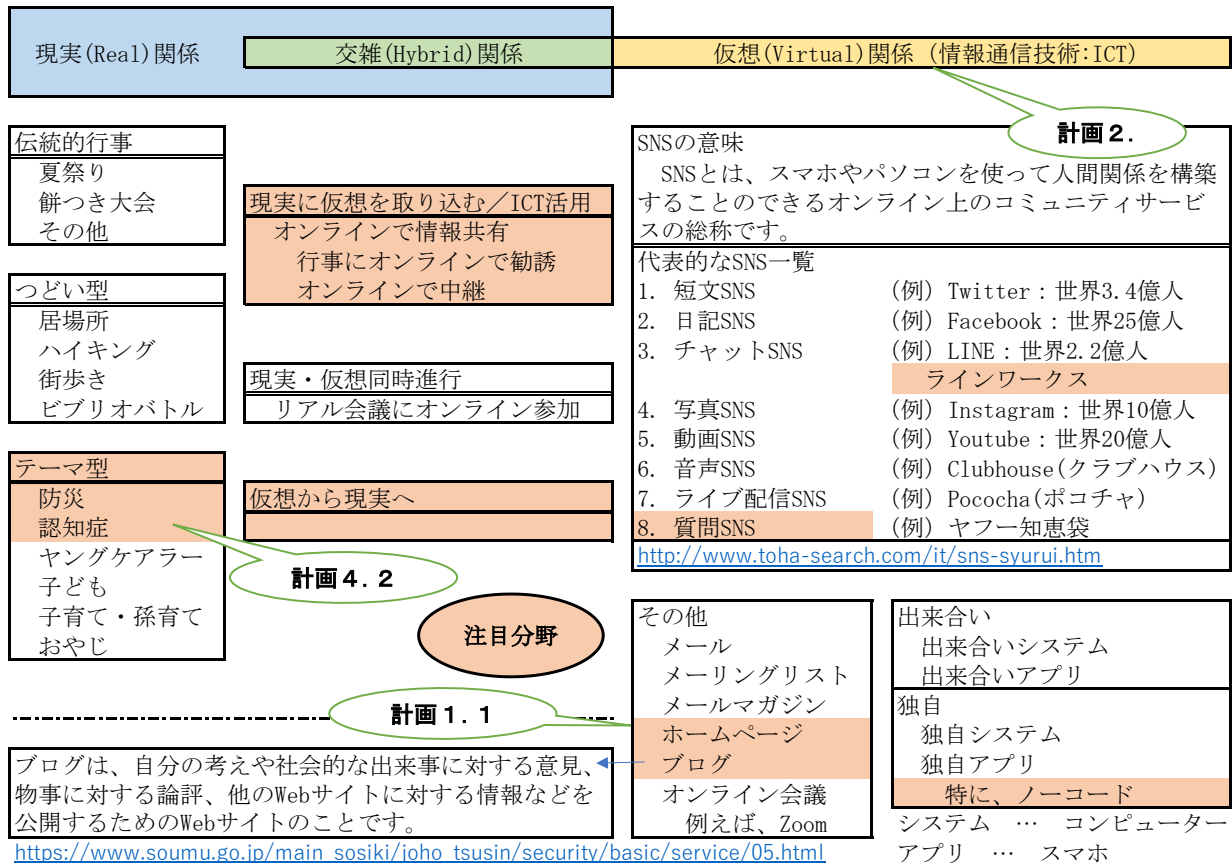 現実(Real)関係
交雑(Hybrid)関係
仮想(Virtual)関係 (情報通信技術:ICT)
計画２.
伝統的行事
夏祭り
餅つき大会
その他
つどい型
居場所
ハイキング
街歩き
ビブリオバトル
テーマ型
防災
認知症
ヤングケアラー
子ども
子育て・孫育て
おやじ
計画４.２
現実に仮想を取り込む／ICT活用
オンラインで情報共有
行事にオンラインで勧誘
オンラインで中継
現実・仮想同時進行
リアル会議にオンライン参加
仮想から現実へ
注目分野
SNSの意味
SNSとは、スマホやパソコンを使って人間関係を構築
することのできるオンライン上のコミュニティサービ
スの総称です。
代表的なSNS一覧
1. 短文SNS (例) Twitter：世界3.4億人
2. 日記SNS (例) Facebook：世界25億人
3. チャットSNS (例) LINE：世界2.2億人
ラインワークス
4. 写真SNS (例) Instagram：世界10億人
5. 動画SNS (例) Youtube：世界20億人
6. 音声SNS (例) Clubhouse(クラブハウス)
7. ライブ配信SNS (例) Pococha(ポコチャ)
8. 質問SNS (例) ヤフー知恵袋
http://www.toha-search.com/it/sns-syurui.htm
計画１.１
その他
メール
メーリングリスト
メールマガジン
ホームページ
ブログ
オンライン会議
例えば、Zoom
出来合い
出来合いシステム
出来合いアプリ
独自
独自システム
独自アプリ
特に、ノーコード
システム … コンピューター
アプリ … スマホ
ブログは、自分の考えや社会的な出来事に対する意見、
物事に対する論評、他のWebサイトに対する情報などを
公開するためのWebサイトのことです。
https://www.soumu.go.jp/main_sosiki/joho_tsusin/security/basic/service/05.html